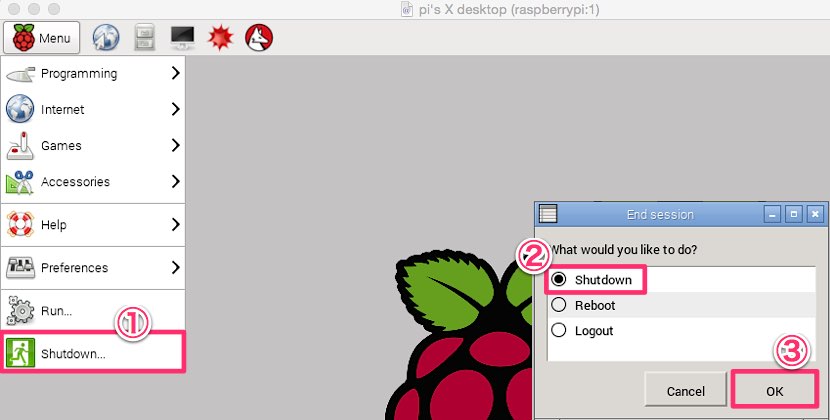 pi's X desktop (raspberrypi:1)
Menu
Programming
Internet
Games
Accessories
Help
Preferences
Run...
①
Shutdown...
End session
② What would you like to do?
Shutdown
Reboot
Logout
③
Cancel OK